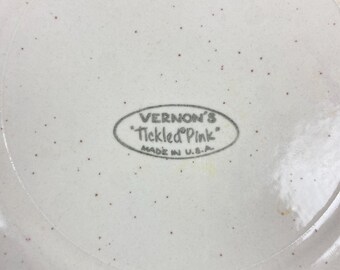 VERNON'S
"Tickled Pink"
MADE IN U.S.A.